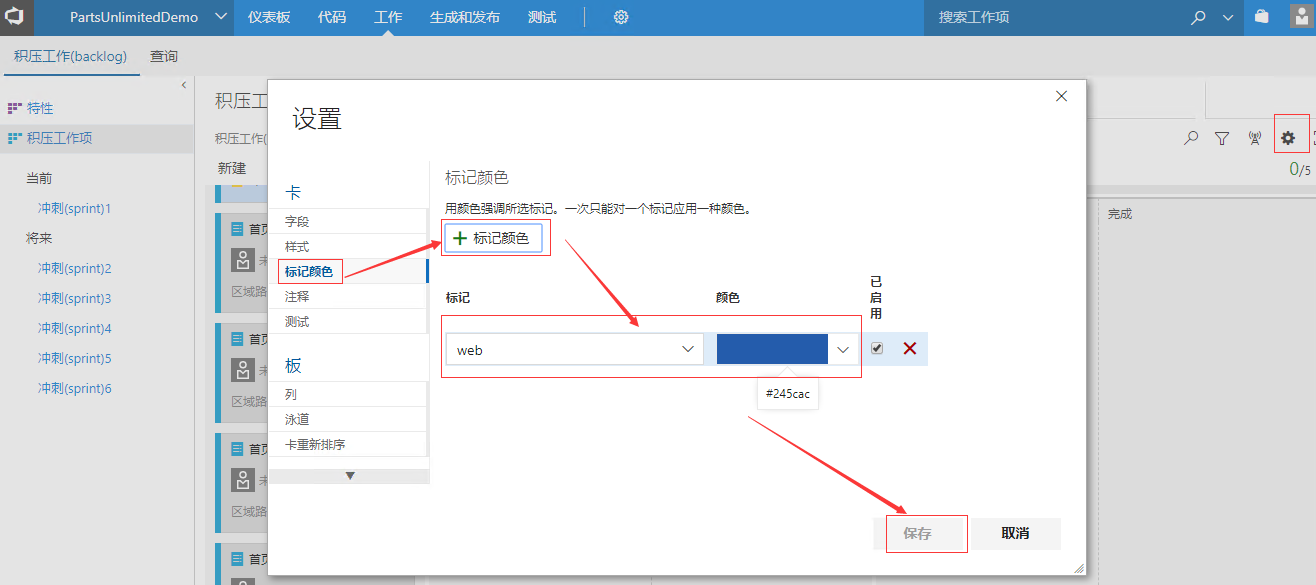 PartsUnlimitedDemo 仪表板 代码 工作 生成和发布 测试 搜索工作项
积压工作(backlog) 查询
特性
积压工作项
当前
冲刺(sprint)1
将来
冲刺(sprint)2
冲刺(sprint)3
冲刺(sprint)4
冲刺(sprint)5
冲刺(sprint)6
积压工
积压工作(
新建
0/5
完成
首页
未
区域路
首页
未
区域路
首页
未
区域路
首页
设置
卡
字段
样式
标记颜色
注释
测试
板
列
泳道
卡重新排序
标记颜色
用颜色强调所选标记。一次只能对一个标记应用一种颜色。
标记颜色
标记 颜色 已启用
web
#245cac
保存 取消